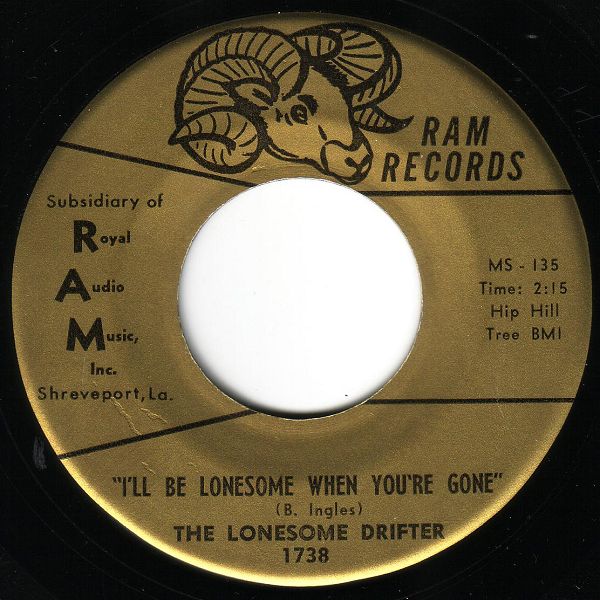 RAM
RECORDS
Subsidiary of
Royal
Audio
Music,
Inc.
Shreveport, La.
MS - 135
Time: 2:15
Hip Hill
Tree BMI
"I'LL BE LONESOME WHEN YOU'RE GONE"
(B. Ingles)
THE LONESOME DRIFTER
1738